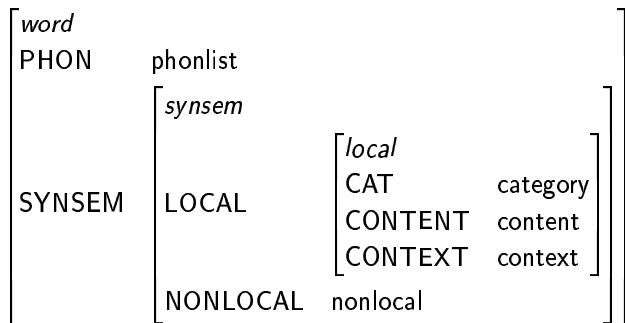 word
PHON phonlist
synsem
local
CAT category
SYNSEM LOCAL
CONTENT content
CONTEXT context
NONLOCAL nonlocal